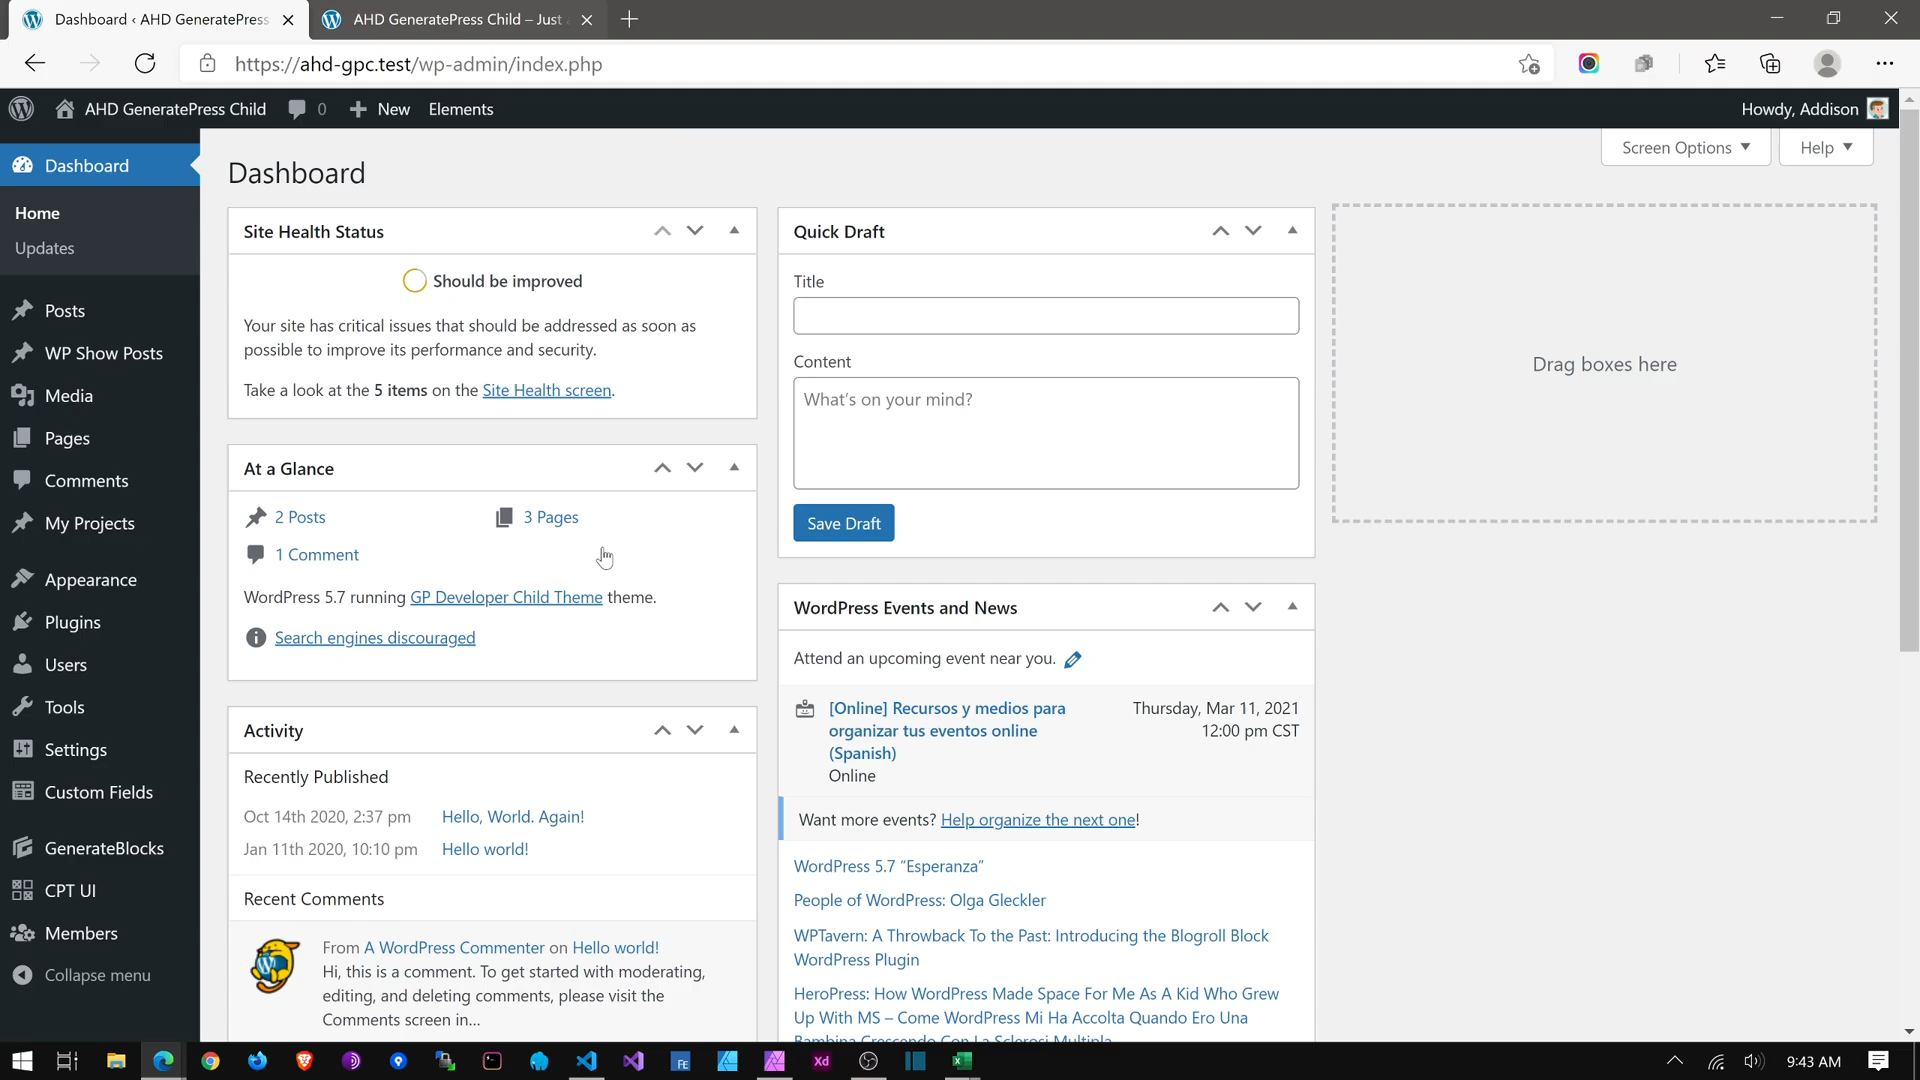 Dashboard ‹ AHD GeneratePress
AHD GeneratePress Child – Just
https://ahd-gpc.test/wp-admin/index.php
AHD GeneratePress Child
0
New
Elements
Howdy, Addison
Dashboard
Home
Updates
Posts
WP Show Posts
Media
Pages
Comments
My Projects
Appearance
Plugins
Users
Tools
Settings
Custom Fields
GenerateBlocks
CPT UI
Members
Collapse menu
Screen Options
Help
Dashboard
Site Health Status
Should be improved
Your site has critical issues that should be addressed as soon as
possible to improve its performance and security.
Take a look at the 5 items on the Site Health screen.
At a Glance
2 Posts
3 Pages
1 Comment
WordPress 5.7 running GP Developer Child Theme theme.
Search engines discouraged
Activity
Recently Published
Oct 14th 2020, 2:37 pm Hello, World. Again!
Jan 11th 2020, 10:10 pm Hello world!
Recent Comments
From A WordPress Commenter on Hello world!
Hi, this is a comment. To get started with moderating,
editing, and deleting comments, please visit the
Comments screen in…
Quick Draft
Title
Content
What's on your mind?
Save Draft
WordPress Events and News
Attend an upcoming event near you.
[Online] Recursos y medios para
organizar tus eventos online
(Spanish)
Online
Thursday, Mar 11, 2021
12:00 pm CST
Want more events? Help organize the next one!
WordPress 5.7 “Esperanza”
People of WordPress: Olga Gleckler
WPTavern: A Throwback To the Past: Introducing the Blogroll Block
WordPress Plugin
HeroPress: How WordPress Made Space For Me As A Kid Who Grew
Up With MS – Come WordPress Mi Ha Accolta Quando Ero Una
Bambina Crescendo Con La Sclerosi Multipla
Drag boxes here
FE
Xd
9:43 AM